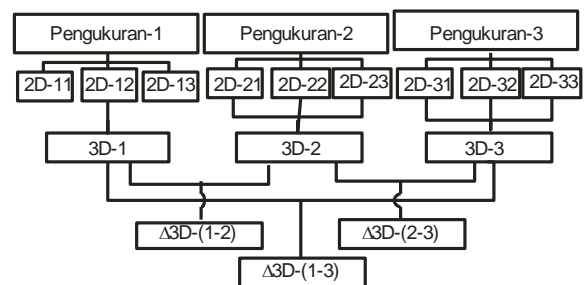 Pengukuran-1 Pengukuran-2 Pengukuran-3
2D-11 2D-12 2D-13 2D-21 2D-22 2D-23 2D-31 2D-32 2D-33
3D-1 3D-2 3D-3
Δ3D-(1-2) Δ3D-(2-3)
Δ3D-(1-3)